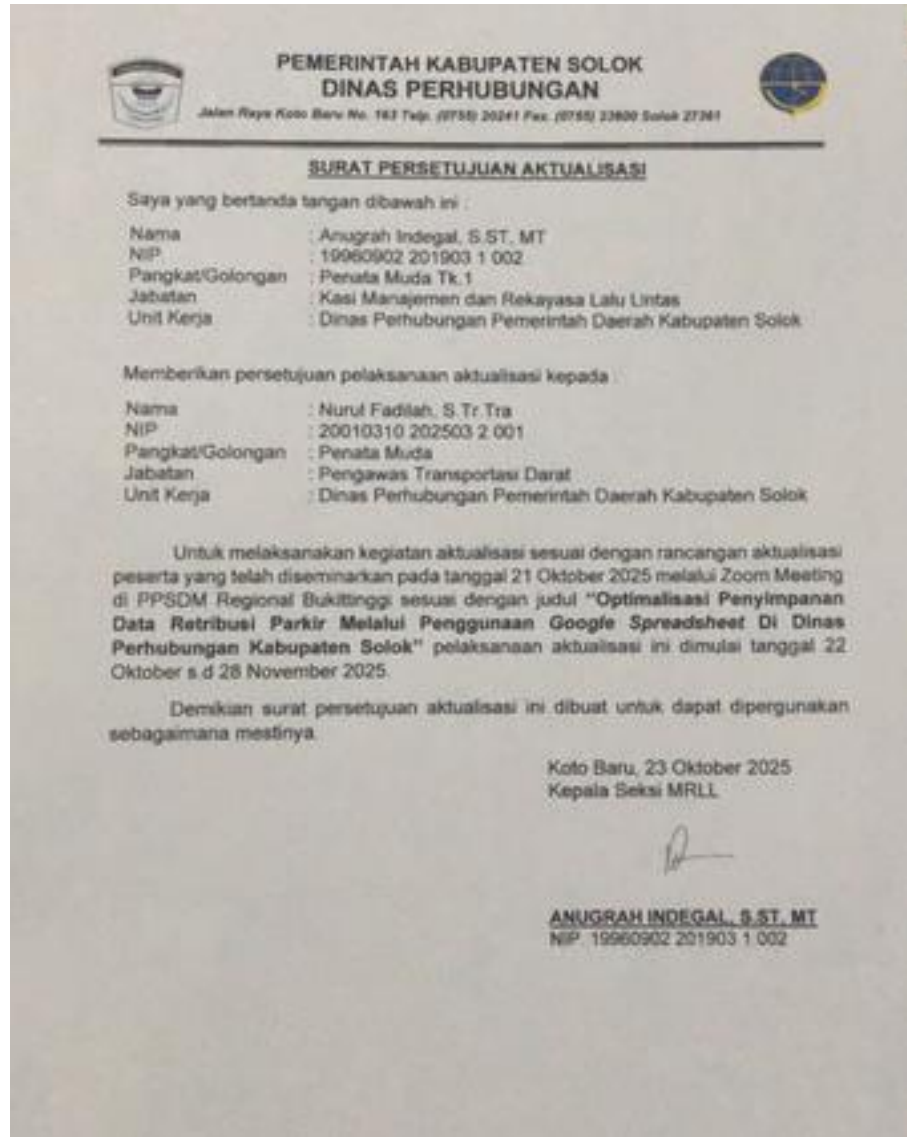 PEMERINTAH KABUPATEN SOLOK
DINAS PERHUBUNGAN
Jalan Raya Koto Baru No. 163 Telp. (0755) 20241 Fax. (0755) 23600 Solok 27361
SURAT PERSETUJUAN AKTUALISASI
Saya yang bertanda tangan dibawah ini :
Nama : Anugrah Indegal, S.ST, MT
NIP : 19960902 201903 1 002
Pangkat/Golongan : Penata Muda Tk.1
Jabatan : Kasi Manajemen dan Rekayasa Lalu Lintas
Unit Kerja : Dinas Perhubungan Pemerintah Daerah Kabupaten Solok
Memberikan persetujuan pelaksanaan aktualisasi kepada :
Nama : Nurul Fadilah, S.Tr.Tra
NIP : 20010310 202503 2 001
Pangkat/Golongan : Penata Muda
Jabatan : Pengawas Transportasi Darat
Unit Kerja : Dinas Perhubungan Pemerintah Daerah Kabupaten Solok
Untuk melaksanakan kegiatan aktualisasi sesuai dengan rancangan aktualisasi
peserta yang telah diseminarkan pada tanggal 21 Oktober 2025 melalui Zoom Meeting
di PPSDM Regional Bukittinggi sesuai dengan judul "Optimalisasi Penyimpanan
Data Retribusi Parkir Melalui Penggunaan Google Spreadsheet Di Dinas
Perhubungan Kabupaten Solok" pelaksanaan aktualisasi ini dimulai tanggal 22
Oktober s.d 28 November 2025.
Demikian surat persetujuan aktualisasi ini dibuat untuk dapat dipergunakan
sebagaimana mestinya.
Koto Baru, 23 Oktober 2025
Kepala Seksi MRLL
ANUGRAH INDEGAL, S.ST, MT
NIP. 19960902 201903 1 002